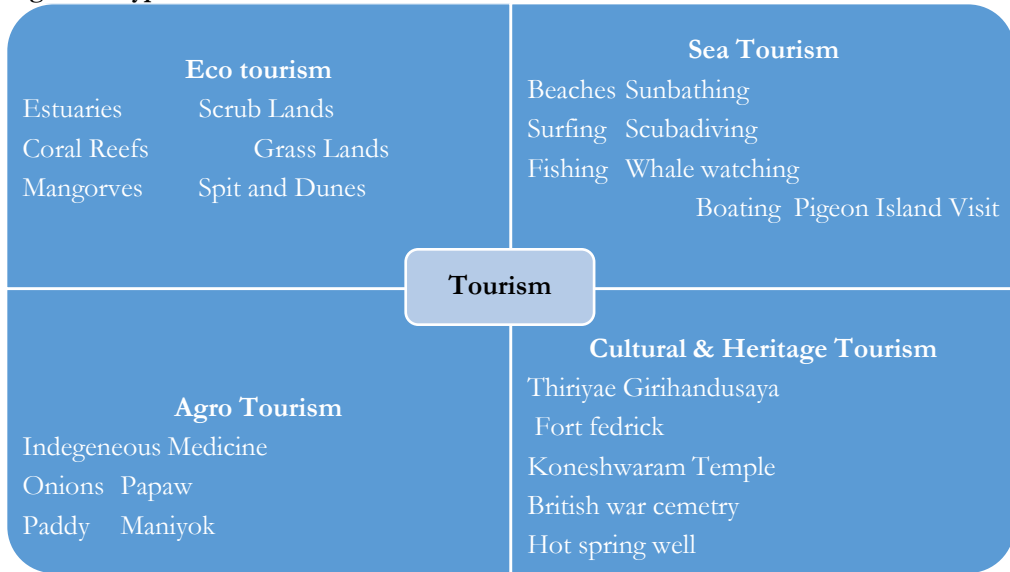 Eco tourism
Estuaries Scrub Lands
Coral Reefs Grass Lands
Mangorves Spit and Dunes
Sea Tourism
Beaches Sunbathing
Surfing Scubadiving
Fishing Whale watching
Boating Pigeon Island Visit
Tourism
Agro Tourism
Indegeneous Medicine
Onions Papaw
Paddy Maniyok
Cultural & Heritage Tourism
Thiriyae Girihandusaya
Fort fedrick
Koneshwaram Temple
British war cemetry
Hot spring well